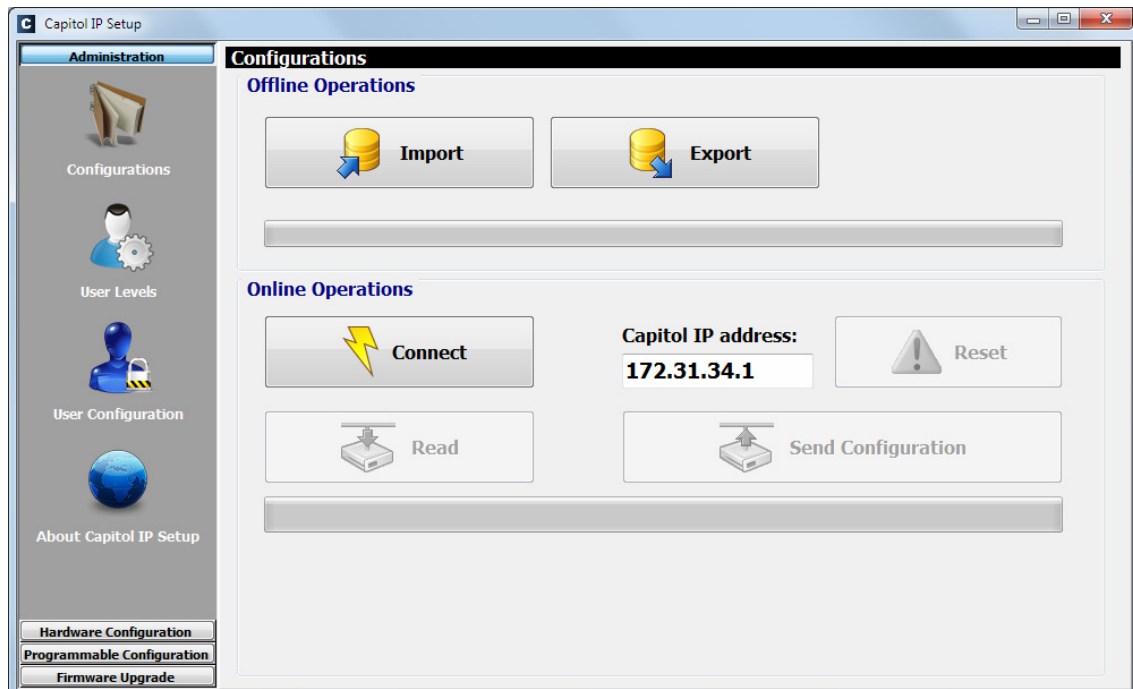 C Capitol IP Setup
Administration
Configurations
User Levels
User Configuration
About Capitol IP Setup
Hardware Configuration
Programmable Configuration
Firmware Upgrade
Configurations
Offline Operations
Import
Export
Online Operations
Connect
Capitol IP address:
172.31.34.1
Reset
Read
Send Configuration